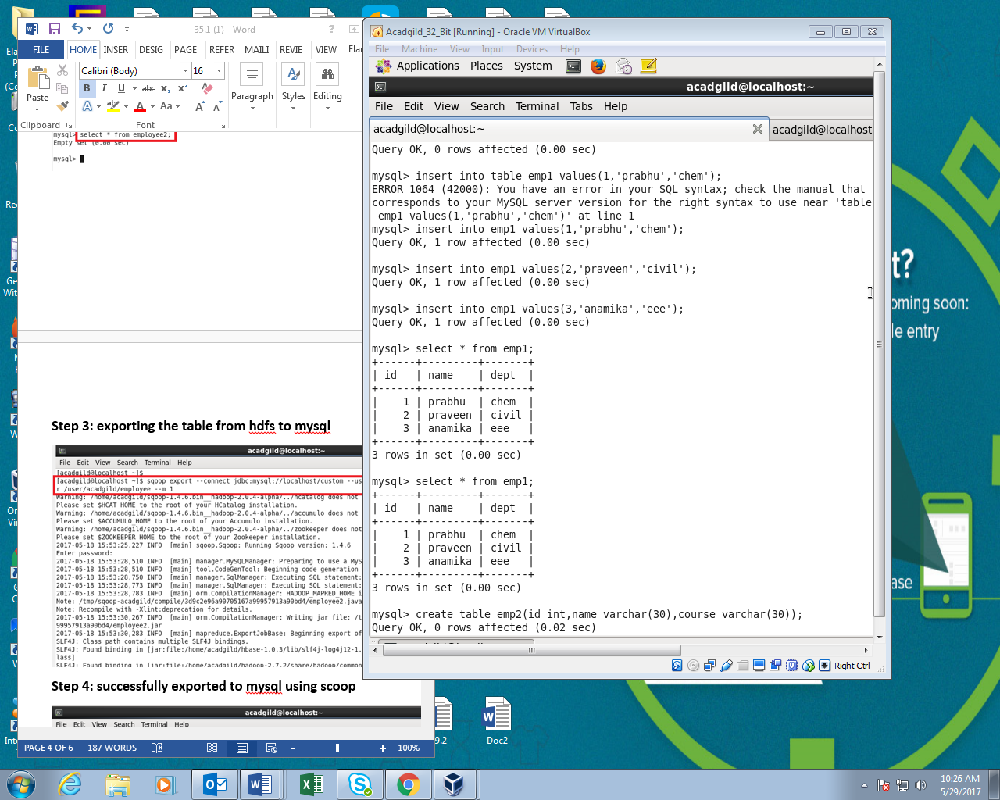 35.1 (1) - Word
FILE HOME INSER DESIG PAGE REFER MAILI REVIE VIEW Elan
Paste
Calibri (Body) 16
Paragraph Styles Editing
Clipboard Font
mysql> select * from employee2;
Empty set (0.00 sec)
mysql>
Step 3: exporting the table from hdfs to mysql
acadgild@localhost:~
File Edit View Search Terminal Help
[acadgild@localhost ~]$
[acadgild@localhost ~]$ sqoop export --connect jdbc:mysql://localhost/custom --us
r /user/acadgild/employee --m 1
Warning: /home/acadgild/sqoop-1.4.6.bin__hadoop-2.0.4-alpha/../hcatalog does not
Please set $HCAT_HOME to the root of your HCatalog installation.
Warning: /home/acadgild/sqoop-1.4.6.bin__hadoop-2.0.4-alpha/../accumulo does not
Please set $ACCUMULO_HOME to the root of your Accumulo installation.
Warning: /home/acadgild/sqoop-1.4.6.bin__hadoop-2.0.4-alpha/../zookeeper does not
Please set $ZOOKEEPER_HOME to the root of your Zookeeper installation.
2017-05-18 15:53:25,227 INFO [main] sqoop.Sqoop: Running Sqoop version: 1.4.6
Enter password:
2017-05-18 15:53:28,510 INFO [main] manager.MySQLManager: Preparing to use a MyS
2017-05-18 15:53:28,510 INFO [main] tool.CodeGenTool: Beginning code generation
2017-05-18 15:53:28,750 INFO [main] manager.SqlManager: Executing SQL statement:
2017-05-18 15:53:28,773 INFO [main] manager.SqlManager: Executing SQL statement:
2017-05-18 15:53:28,783 INFO [main] orm.CompilationManager: HADOOP_MAPRED_HOME i
Note: /tmp/sqoop-acadgild/compile/3d9c2e96a90705167a99957913a90bd4/employee2.java
Note: Recompile with -Xlint:deprecation for details.
2017-05-18 15:53:30,267 INFO [main] orm.CompilationManager: Writing jar file: /t
99957913a90bd4/employee2.jar
2017-05-18 15:53:30,283 INFO [main] mapreduce.ExportJobBase: Beginning export of
SLF4J: Class path contains multiple SLF4J bindings.
SLF4J: Found binding in [jar:file:/home/acadgild/hbase-1.0.3/lib/slf4j-log4j12-1.
lass]
SLF4J: Found binding in [jar:file:/home/acadgild/hadoop-2.7.2/share/hadoop/common
Step 4: successfully exported to mysql using scoop
acadgild@localhost:~
File Edit View Search Terminal Help
PAGE 4 OF 6 187 WORDS 100%
Acadgild_32_Bit [Running] - Oracle VM VirtualBox
File Machine View Input Devices Help
Applications Places System
acadgild@localhost:~
File Edit View Search Terminal Tabs Help
acadgild@localhost:~ acadgild@localhost
Query OK, 0 rows affected (0.00 sec)
mysql> insert into table emp1 values(1,'prabhu','chem');
ERROR 1064 (42000): You have an error in your SQL syntax; check the manual that
corresponds to your MySQL server version for the right syntax to use near 'table
emp1 values(1,'prabhu','chem')' at line 1
mysql> insert into emp1 values(1,'prabhu','chem');
Query OK, 1 row affected (0.00 sec)
mysql> insert into emp1 values(2,'praveen','civil');
Query OK, 1 row affected (0.00 sec)
mysql> insert into emp1 values(3,'anamika','eee');
Query OK, 1 row affected (0.00 sec)
mysql> select * from emp1;
+------+---------+-------+
| id | name | dept |
+------+---------+-------+
| 1 | prabhu | chem |
| 2 | praveen | civil |
| 3 | anamika | eee |
+------+---------+-------+
3 rows in set (0.00 sec)
mysql> select * from emp1;
+------+---------+-------+
| id | name | dept |
+------+---------+-------+
| 1 | prabhu | chem |
| 2 | praveen | civil |
| 3 | anamika | eee |
+------+---------+-------+
3 rows in set (0.00 sec)
mysql> create table emp2(id int,name varchar(30),course varchar(30));
Query OK, 0 rows affected (0.02 sec)
Right Ctrl
t?
oming soon:
le entry
ase
9.2
Doc2
10:26 AM
5/29/2017